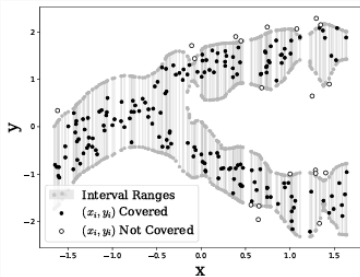 2
1
0
−1
−2
y
Interval Ranges
(x_i, y_i) Covered
(x_i, y_i) Not Covered
−1.5 −1.0 −0.5 0.0 0.5 1.0 1.5
x